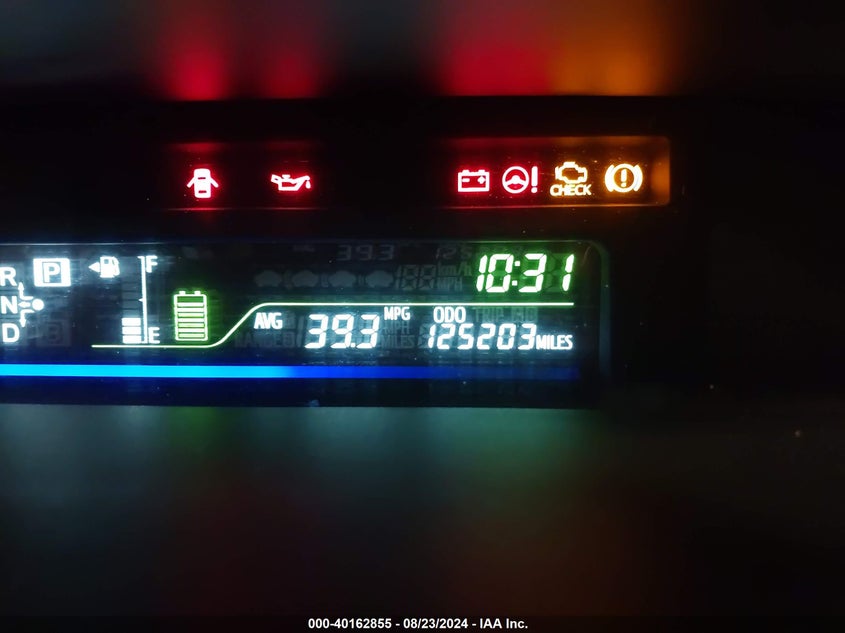 CHECK
R P F
10:31
N
AVG 39.3 MPG ODO 125203 MILES
D E
000-40162855 - 08/23/2024 - IAA Inc.